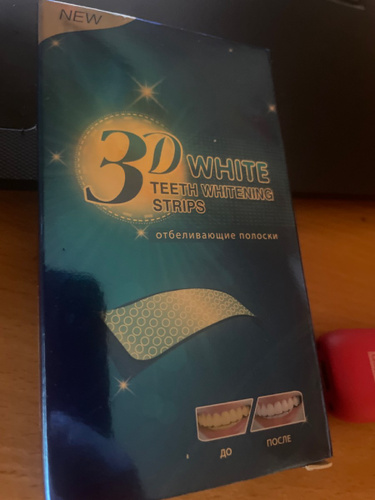 NEW
3D WHITE
TEETH WHITENING
STRIPS
отбеливающие полоски
ДО
ПОСЛЕ